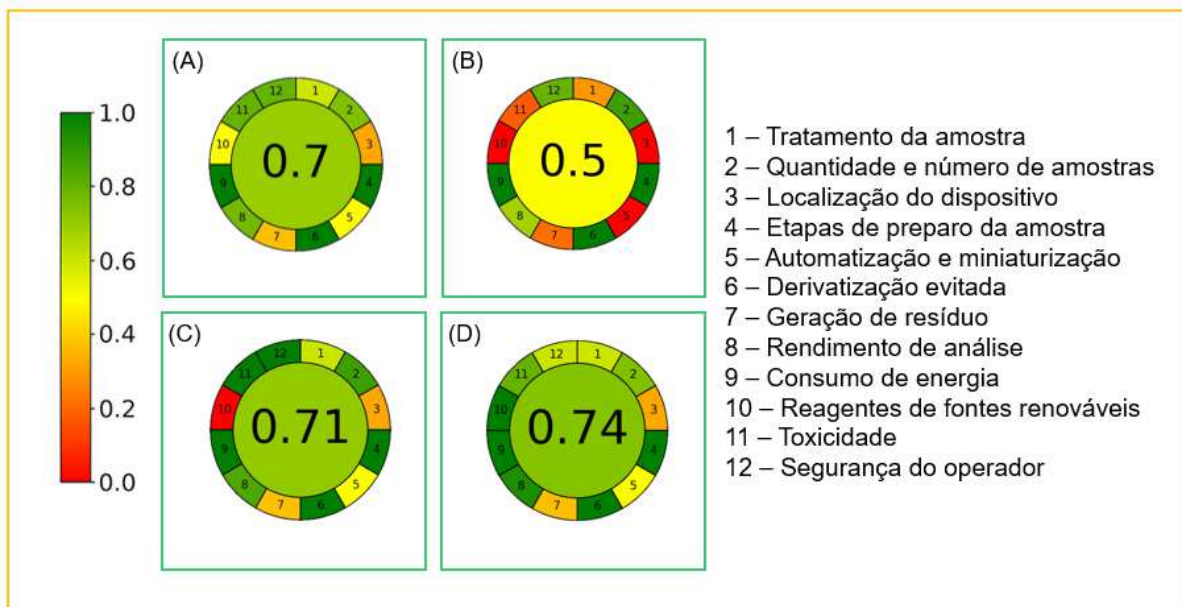 1.0
0.8
0.6
0.4
0.2
0.0
(A)
12 1
11 2
10 3
0.7
9 4
8 5
7 6
(B)
12 1
11 2
10 3
0.5
9 4
8 5
7 6
(C)
12 1
11 2
10 3
0.71
9 4
8 5
7 6
(D)
12 1
11 2
10 3
0.74
9 4
8 5
7 6
1 – Tratamento da amostra
2 – Quantidade e número de amostras
3 – Localização do dispositivo
4 – Etapas de preparo da amostra
5 – Automatização e miniaturização
6 – Derivatização evitada
7 – Geração de resíduo
8 – Rendimento de análise
9 – Consumo de energia
10 – Reagentes de fontes renováveis
11 – Toxicidade
12 – Segurança do operador